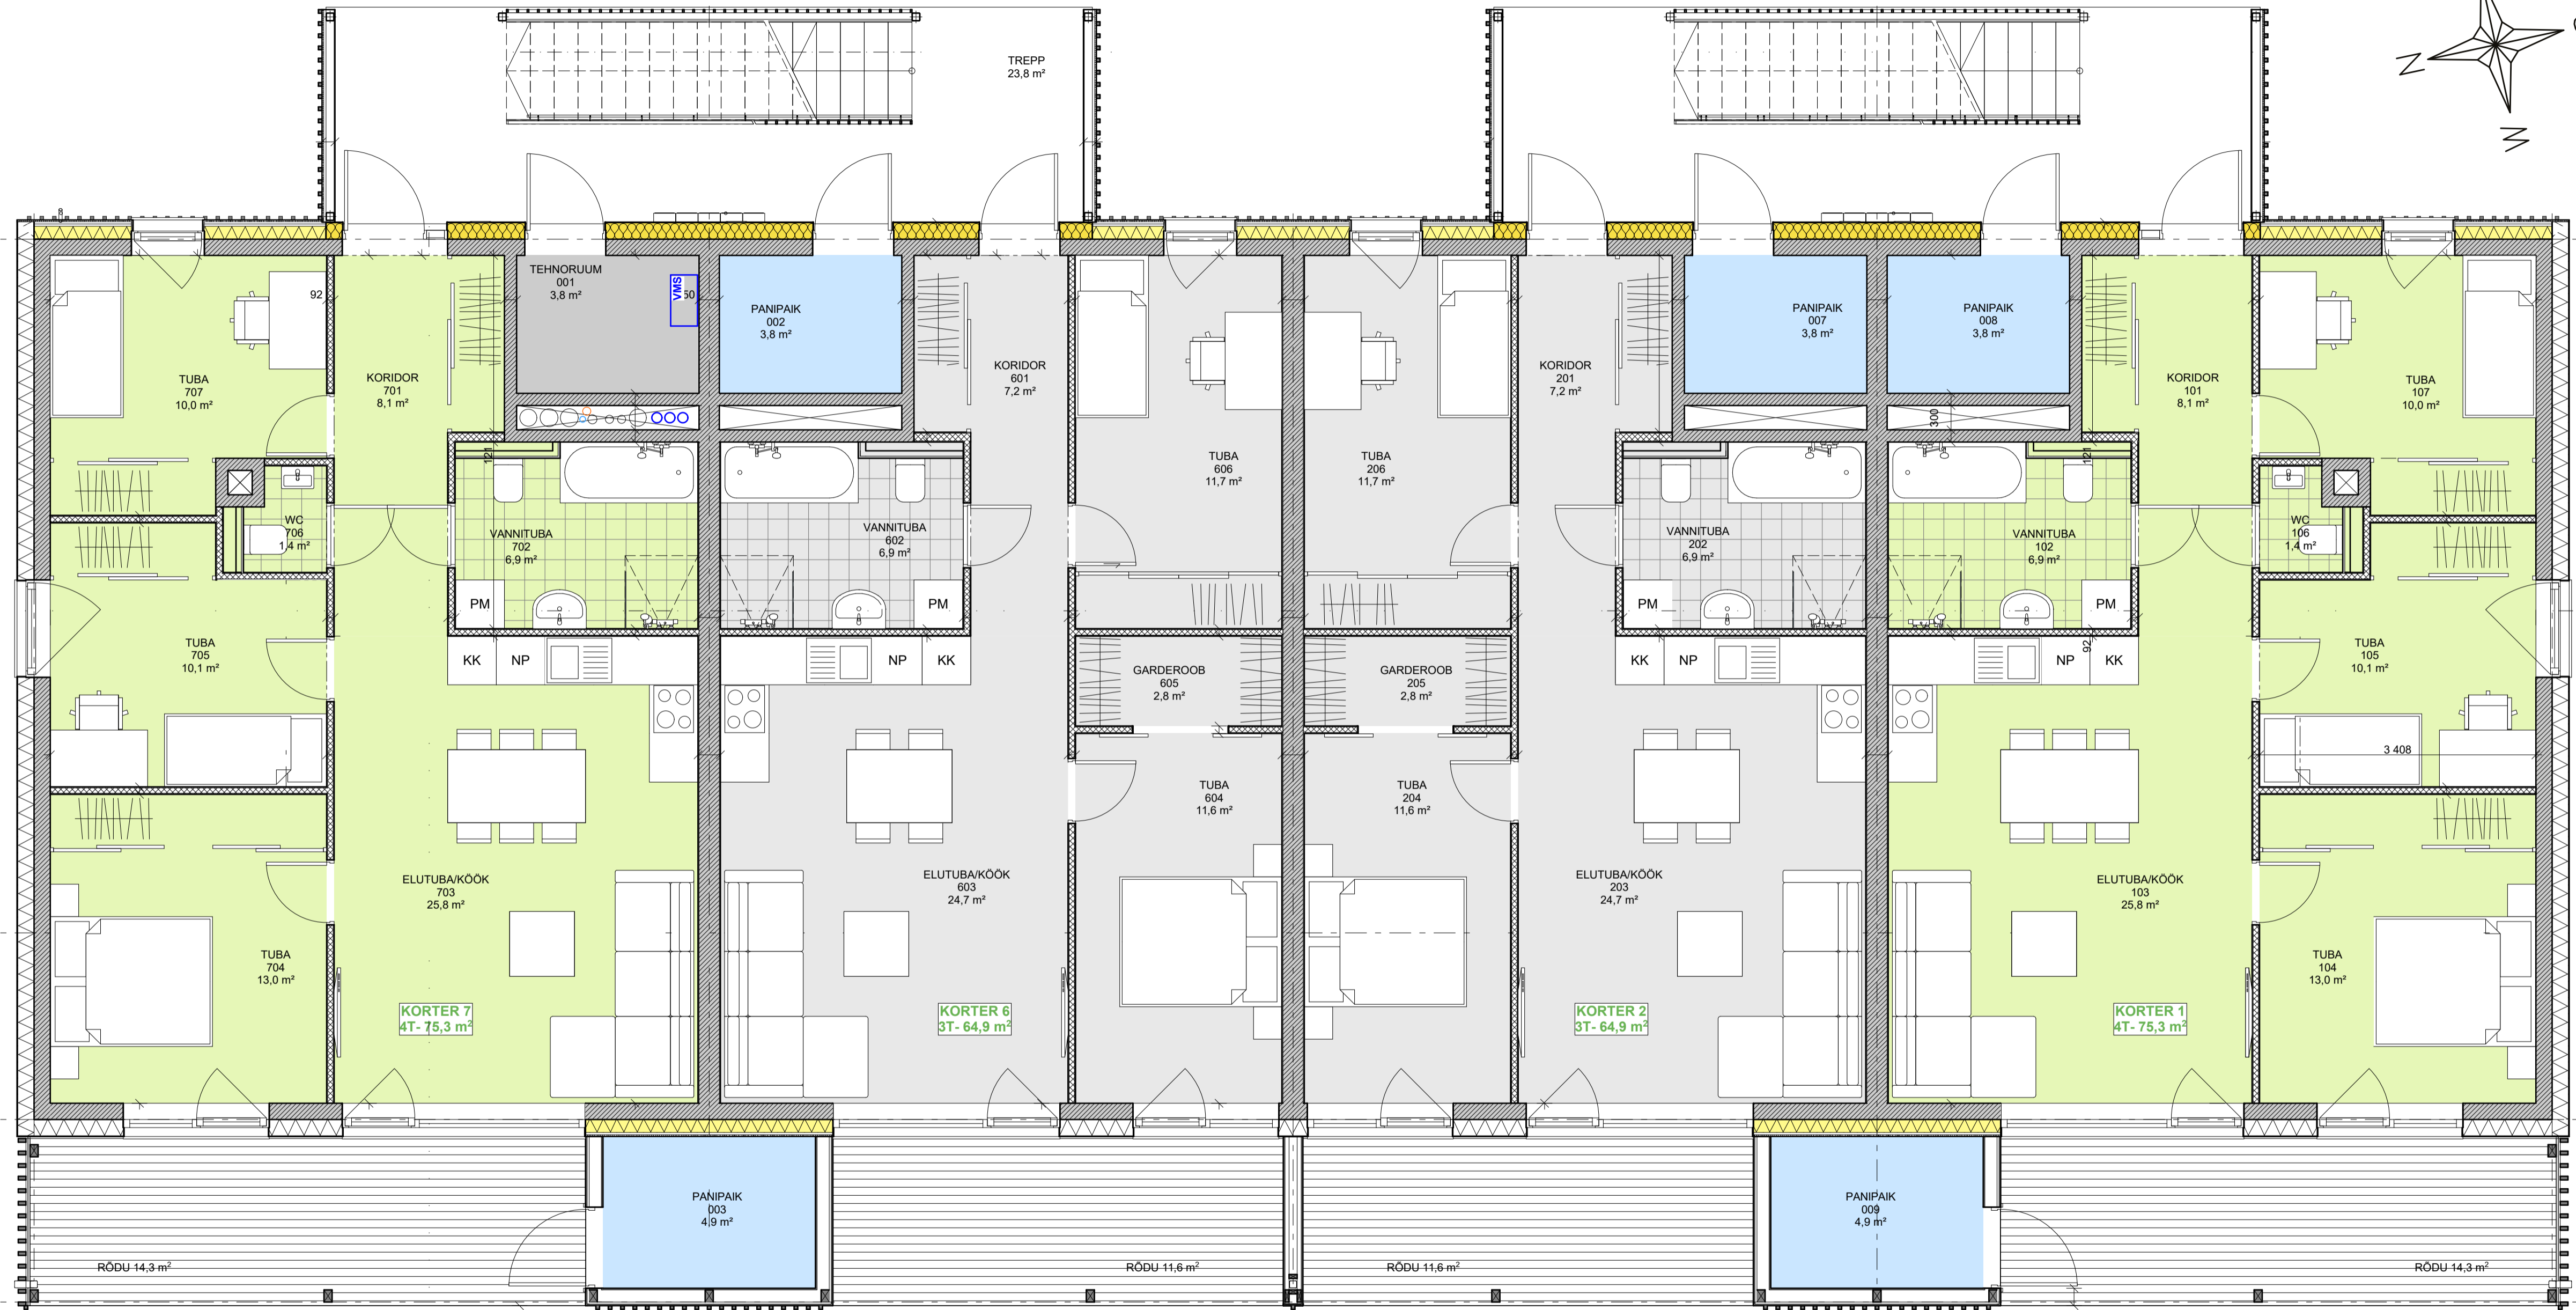 TREPP
23,8 m²
N
W
TEHNORUUM
001
3,8 m²
VMS
50
92
PANIPAIK
002
3,8 m²
PANIPAIK
007
3,8 m²
PANIPAIK
008
3,8 m²
TUBA
707
10,0 m²
KORIDOR
701
8,1 m²
KORIDOR
601
7,2 m²
KORIDOR
201
7,2 m²
KORIDOR
101
8,1 m²
TUBA
107
10,0 m²
300
121
121
TUBA
606
11,7 m²
TUBA
206
11,7 m²
WC
706
1,4 m²
VANNITUBA
702
6,9 m²
VANNITUBA
602
6,9 m²
VANNITUBA
202
6,9 m²
VANNITUBA
102
6,9 m²
WC
106
1,4 m²
PM
PM
PM
PM
TUBA
705
10,1 m²
KK
NP
NP
KK
GARDEROOB
605
2,8 m²
GARDEROOB
205
2,8 m²
KK
NP
NP
KK
92
TUBA
105
10,1 m²
3 408
TUBA
604
11,6 m²
TUBA
204
11,6 m²
ELUTUBA/KÖÖK
703
25,8 m²
ELUTUBA/KÖÖK
603
24,7 m²
ELUTUBA/KÖÖK
203
24,7 m²
ELUTUBA/KÖÖK
103
25,8 m²
TUBA
704
13,0 m²
TUBA
104
13,0 m²
KORTER 7
4T- 75,3 m²
KORTER 6
3T- 64,9 m²
KORTER 2
3T- 64,9 m²
KORTER 1
4T- 75,3 m²
PANIPAIK
003
4,9 m²
PANIPAIK
009
4,9 m²
RÕDU 14,3 m²
RÕDU 11,6 m²
RÕDU 11,6 m²
RÕDU 14,3 m²